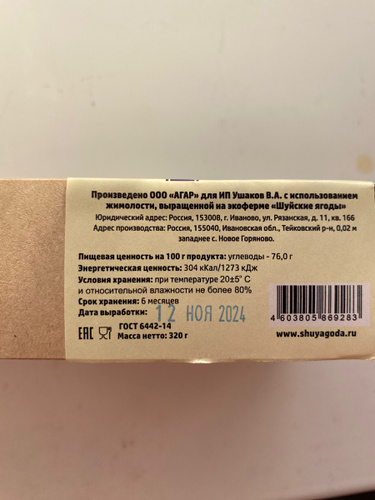 Произведено ООО «АГАР» для ИП Ушаков В.А. с использованием
жимолости, выращенной на экоферме «Шуйские ягоды»
Юридический адрес: Россия, 153008, г. Иваново, ул. Рязанская, д. 11, кв. 166
Адрес производства: Россия, 155040, Ивановская обл., Тейковский р-н, 0,02 м
западнее с. Новое Горяново.
Пищевая ценность на 100 г продукта: углеводы - 76,0 г
Энергетическая ценность: 304 кКал/1273 кДж
Условия хранения: при температуре 20±5° С
и относительной влажности не более 80%
Срок хранения: 6 месяцев
Дата выработки: 12 НОЯ 2024
4 603805 869283
ЕАС
ГОСТ 6442-14
Масса нетто: 320 г
www.shuyagoda.ru